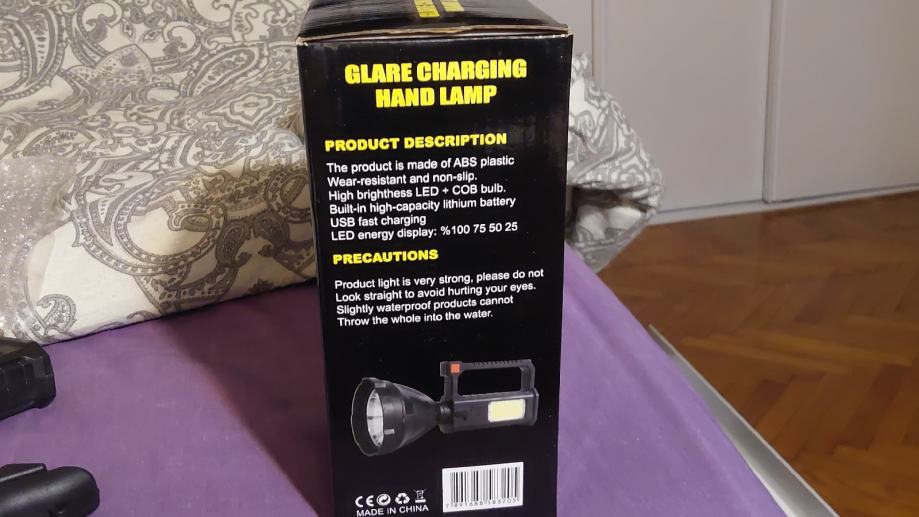 GLARE CHARGING
HAND LAMP
PRODUCT DESCRIPTION
The product is made of ABS plastic
Wear-resistant and non-slip.
High brigthess LED + COB bulb.
Built-in high-capacity lithium battery
USB fast charging
LED energy display: %100 75 50 25
PRECAUTIONS
Product light is very strong, please do not
Look straight to avoid hurting your eyes.
Slightly waterproof products cannot
Throw the whole into the water.
CE
MADE IN CHINA